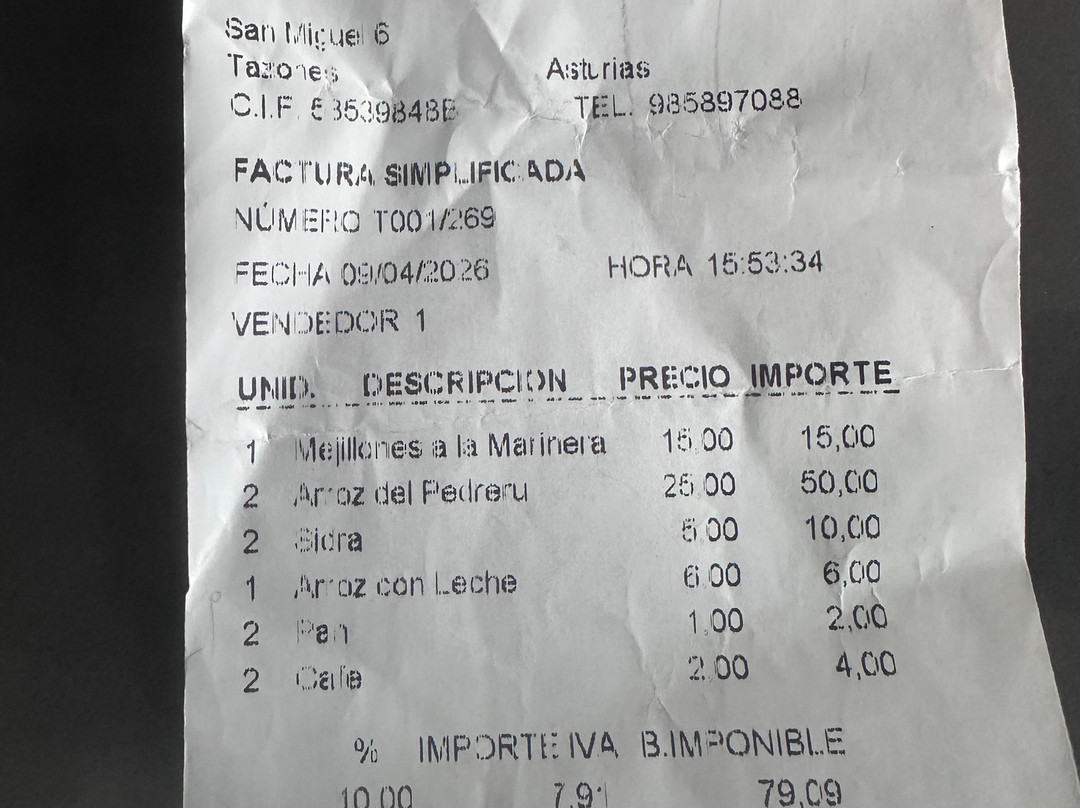 San Miguel 6
Tazones Asturias
C.I.F. TEL. 985897088
FACTURA SIMPLIFICADA
NÚMERO T001/269
FECHA 09/04/2026 HORA 15:53:34
VENDEDOR 1
UNID. DESCRIPCION PRECIO IMPORTE
1 Mejillones a la Marinera 15.00 15,00
2 Arroz del Pedreru 25.00 50,00
2 Sidra 5.00 10,00
1 Arroz con Leche 6.00 6,00
2 Pan 1,00 2,00
2 Cafe 2.00 4,00
% IMPORTE IVA B.IMPONIBLE
10.00 7,91 79,09